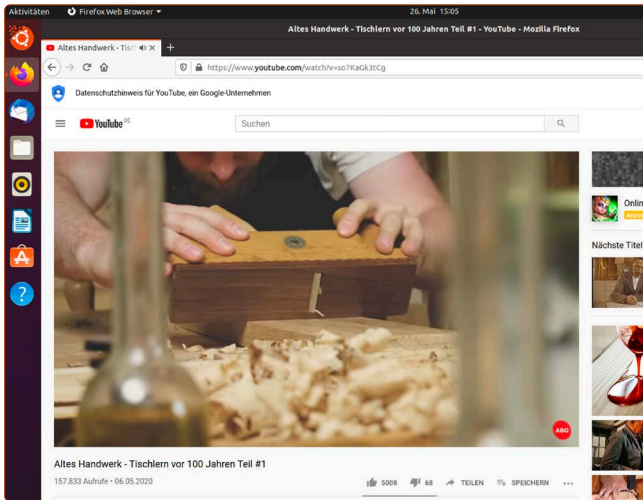 Aktivitäten
Firefox Web Browser
26. Mai 15:05
Altes Handwerk - Tischlern vor 100 Jahren Teil #1 - YouTube - Mozilla Firefox
Altes Handwerk - Tisc
https://www.youtube.com/watch?v=so7KaGk3tCg
Datenschutzhinweis für YouTube, ein Google-Unternehmen
YouTube DE
Suchen
Onlin
Nächste Titel
ABO
Altes Handwerk - Tischlern vor 100 Jahren Teil #1
157.833 Aufrufe • 06.05.2020
5008
68
TEILEN
SPEICHERN